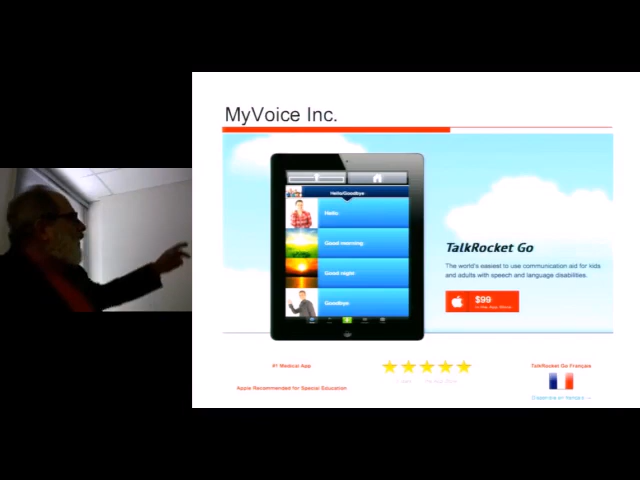 MyVoice Inc.
Hello/Goodbye
Hello
Good morning
Good night
Goodbye
TalkRocket Go
The world's easiest to use communication aid for kids
and adults with speech and language disabilities.
$99
#1 Medical App
Apple Recommended for Special Education
TalkRocket Go Français